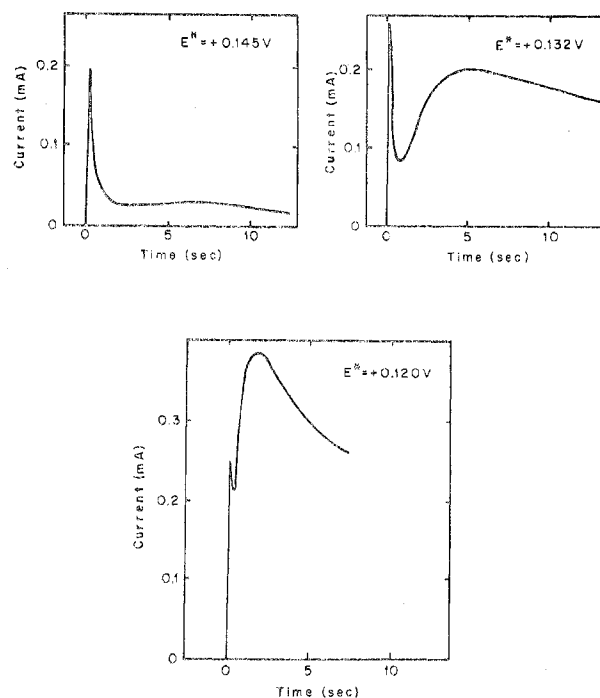 E* = +0.145 V
Current (mA)
0.2
0.1
0
0 5 10
Time (sec)
E* = +0.132 V
Current (mA)
0.2
0.1
0
0 5 10
Time (sec)
E* = +0.120 V
Current (mA)
0.3
0.2
0.1
0
0 5 10
Time (sec)